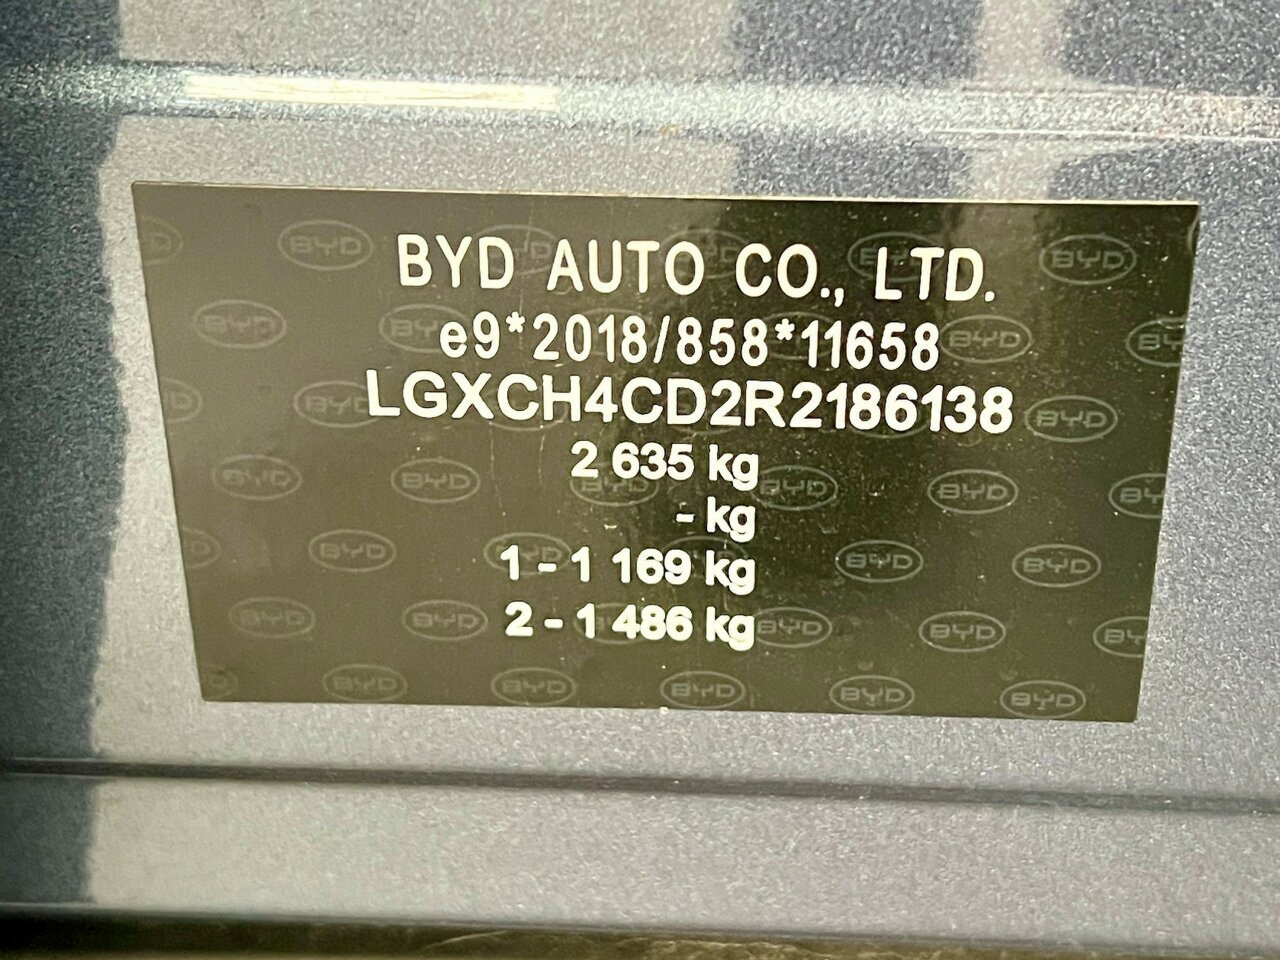 BYD AUTO CO., LTD.
e9*2018/858*11658
LGXCH4CD2R2186138
2 635 kg
- kg
1 - 1 169 kg
2 - 1 486 kg